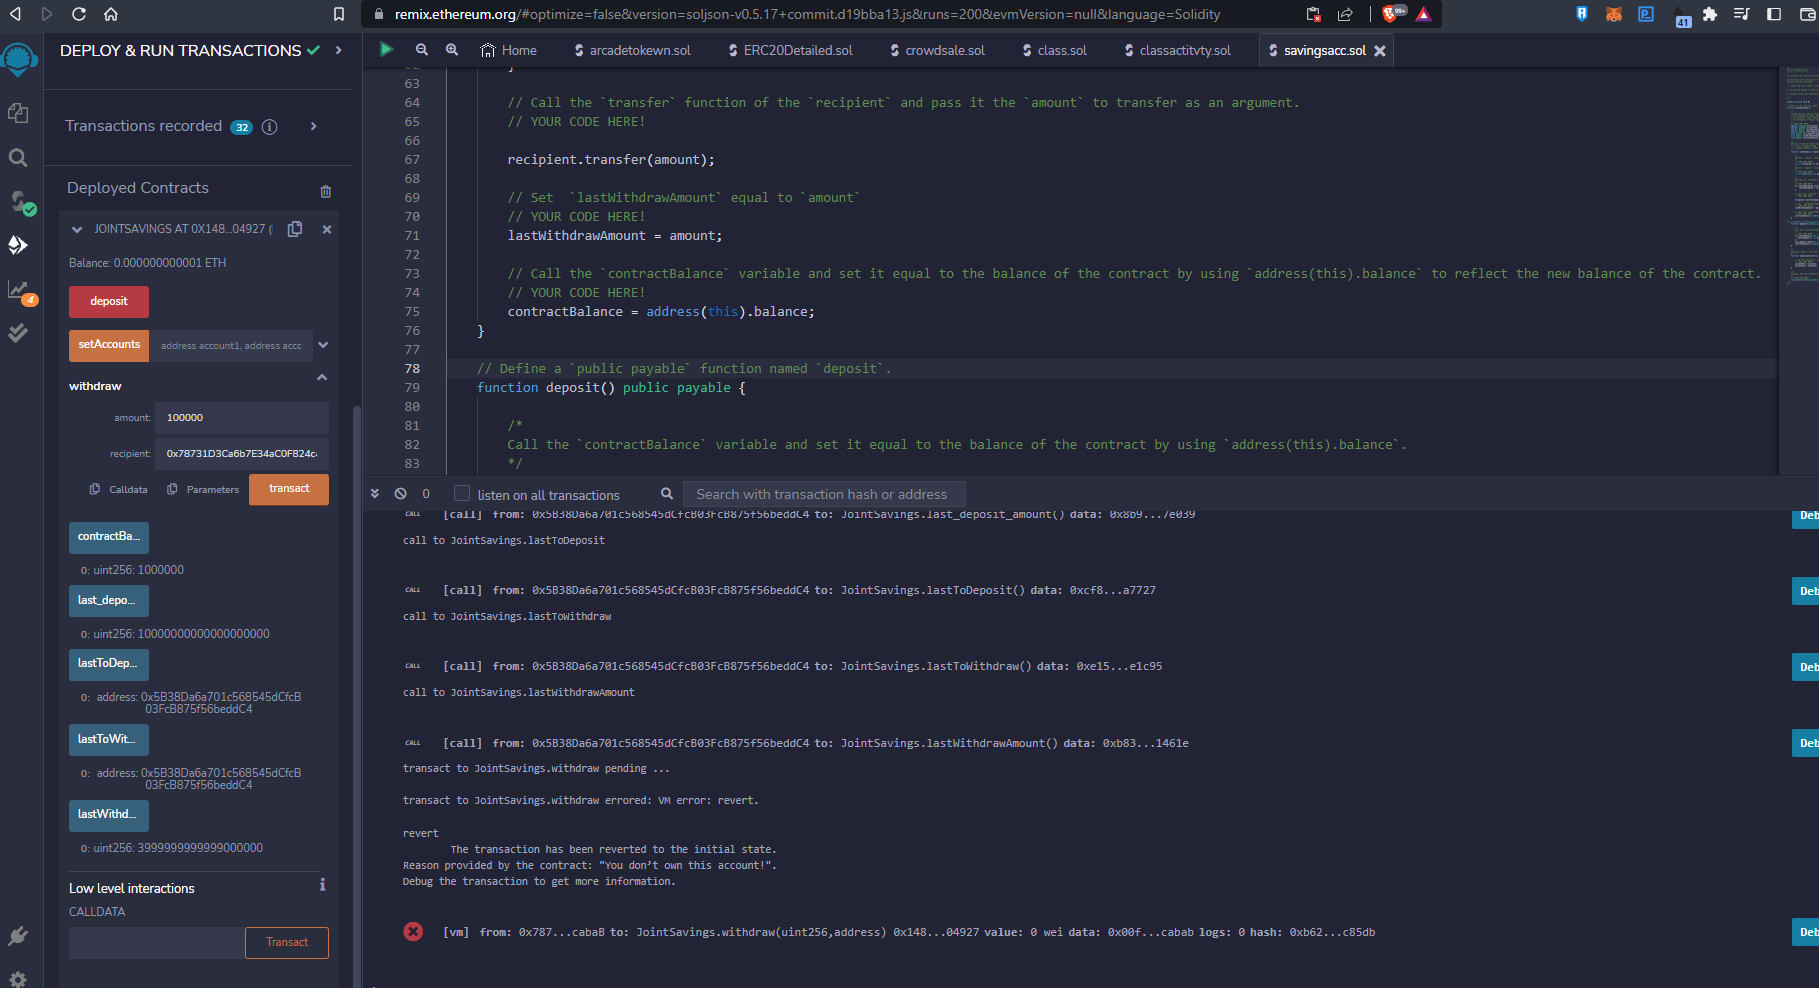 remix.ethereum.org/#optimize=false&version=soljson-v0.5.17+commit.d19bba13.js&runs=200&evmVersion=null&language=Solidity
99+
41
DEPLOY & RUN TRANSACTIONS
Home
arcadetokewn.sol
ERC20Detailed.sol
crowdsale.sol
class.sol
classactitvty.sol
savingsacc.sol
Transactions recorded 32 i
Deployed Contracts
JOINTSAVINGS AT 0X148...04927 (
Balance: 0.000000000001 ETH
deposit
setAccounts address account1, address acc
withdraw
amount: 100000
recipient: 0x78731D3Ca6b7E34aC0F824c
Calldata Parameters transact
contractBa...
0: uint256: 1000000
last_depo...
0: uint256: 10000000000000000000
lastToDep...
0: address: 0x5B38Da6a701c568545dCfcB
03FcB875f56beddC4
lastToWit...
0: address: 0x5B38Da6a701c568545dCfcB
03FcB875f56beddC4
lastWithd...
0: uint256: 3999999999999000000
Low level interactions i
CALLDATA
Transact
4
63
64 // Call the `transfer` function of the `recipient` and pass it the `amount` to transfer as an argument.
65 // YOUR CODE HERE!
66
67 recipient.transfer(amount);
68
69 // Set  `lastWithdrawAmount` equal to `amount`
70 // YOUR CODE HERE!
71 lastWithdrawAmount = amount;
72
73 // Call the `contractBalance` variable and set it equal to the balance of the contract by using `address(this).balance` to reflect the new balance of the contract.
74 // YOUR CODE HERE!
75 contractBalance = address(this).balance;
76 }
77
78 // Define a `public payable` function named `deposit`.
79 function deposit() public payable {
80
81 /*
82 Call the `contractBalance` variable and set it equal to the balance of the contract by using `address(this).balance`.
83 */
0 listen on all transactions Search with transaction hash or address
CALL [call] from: 0x5B38Da6a701c568545dCfcB03FcB875f56beddC4 to: JointSavings.last_deposit_amount() data: 0x8b9...7e039 Deb
call to JointSavings.lastToDeposit
CALL [call] from: 0x5B38Da6a701c568545dCfcB03FcB875f56beddC4 to: JointSavings.lastToDeposit() data: 0xcf8...a7727 Deb
call to JointSavings.lastToWithdraw
CALL [call] from: 0x5B38Da6a701c568545dCfcB03FcB875f56beddC4 to: JointSavings.lastToWithdraw() data: 0xe15...e1c95 Deb
call to JointSavings.lastWithdrawAmount
CALL [call] from: 0x5B38Da6a701c568545dCfcB03FcB875f56beddC4 to: JointSavings.lastWithdrawAmount() data: 0xb83...1461e Deb
transact to JointSavings.withdraw pending ...
transact to JointSavings.withdraw errored: VM error: revert.
revert
The transaction has been reverted to the initial state.
Reason provided by the contract: "You don't own this account!".
Debug the transaction to get more information.
[vm] from: 0x787...cabaB to: JointSavings.withdraw(uint256,address) 0x148...04927 value: 0 wei data: 0x00f...cabab logs: 0 hash: 0xb62...c85db Deb